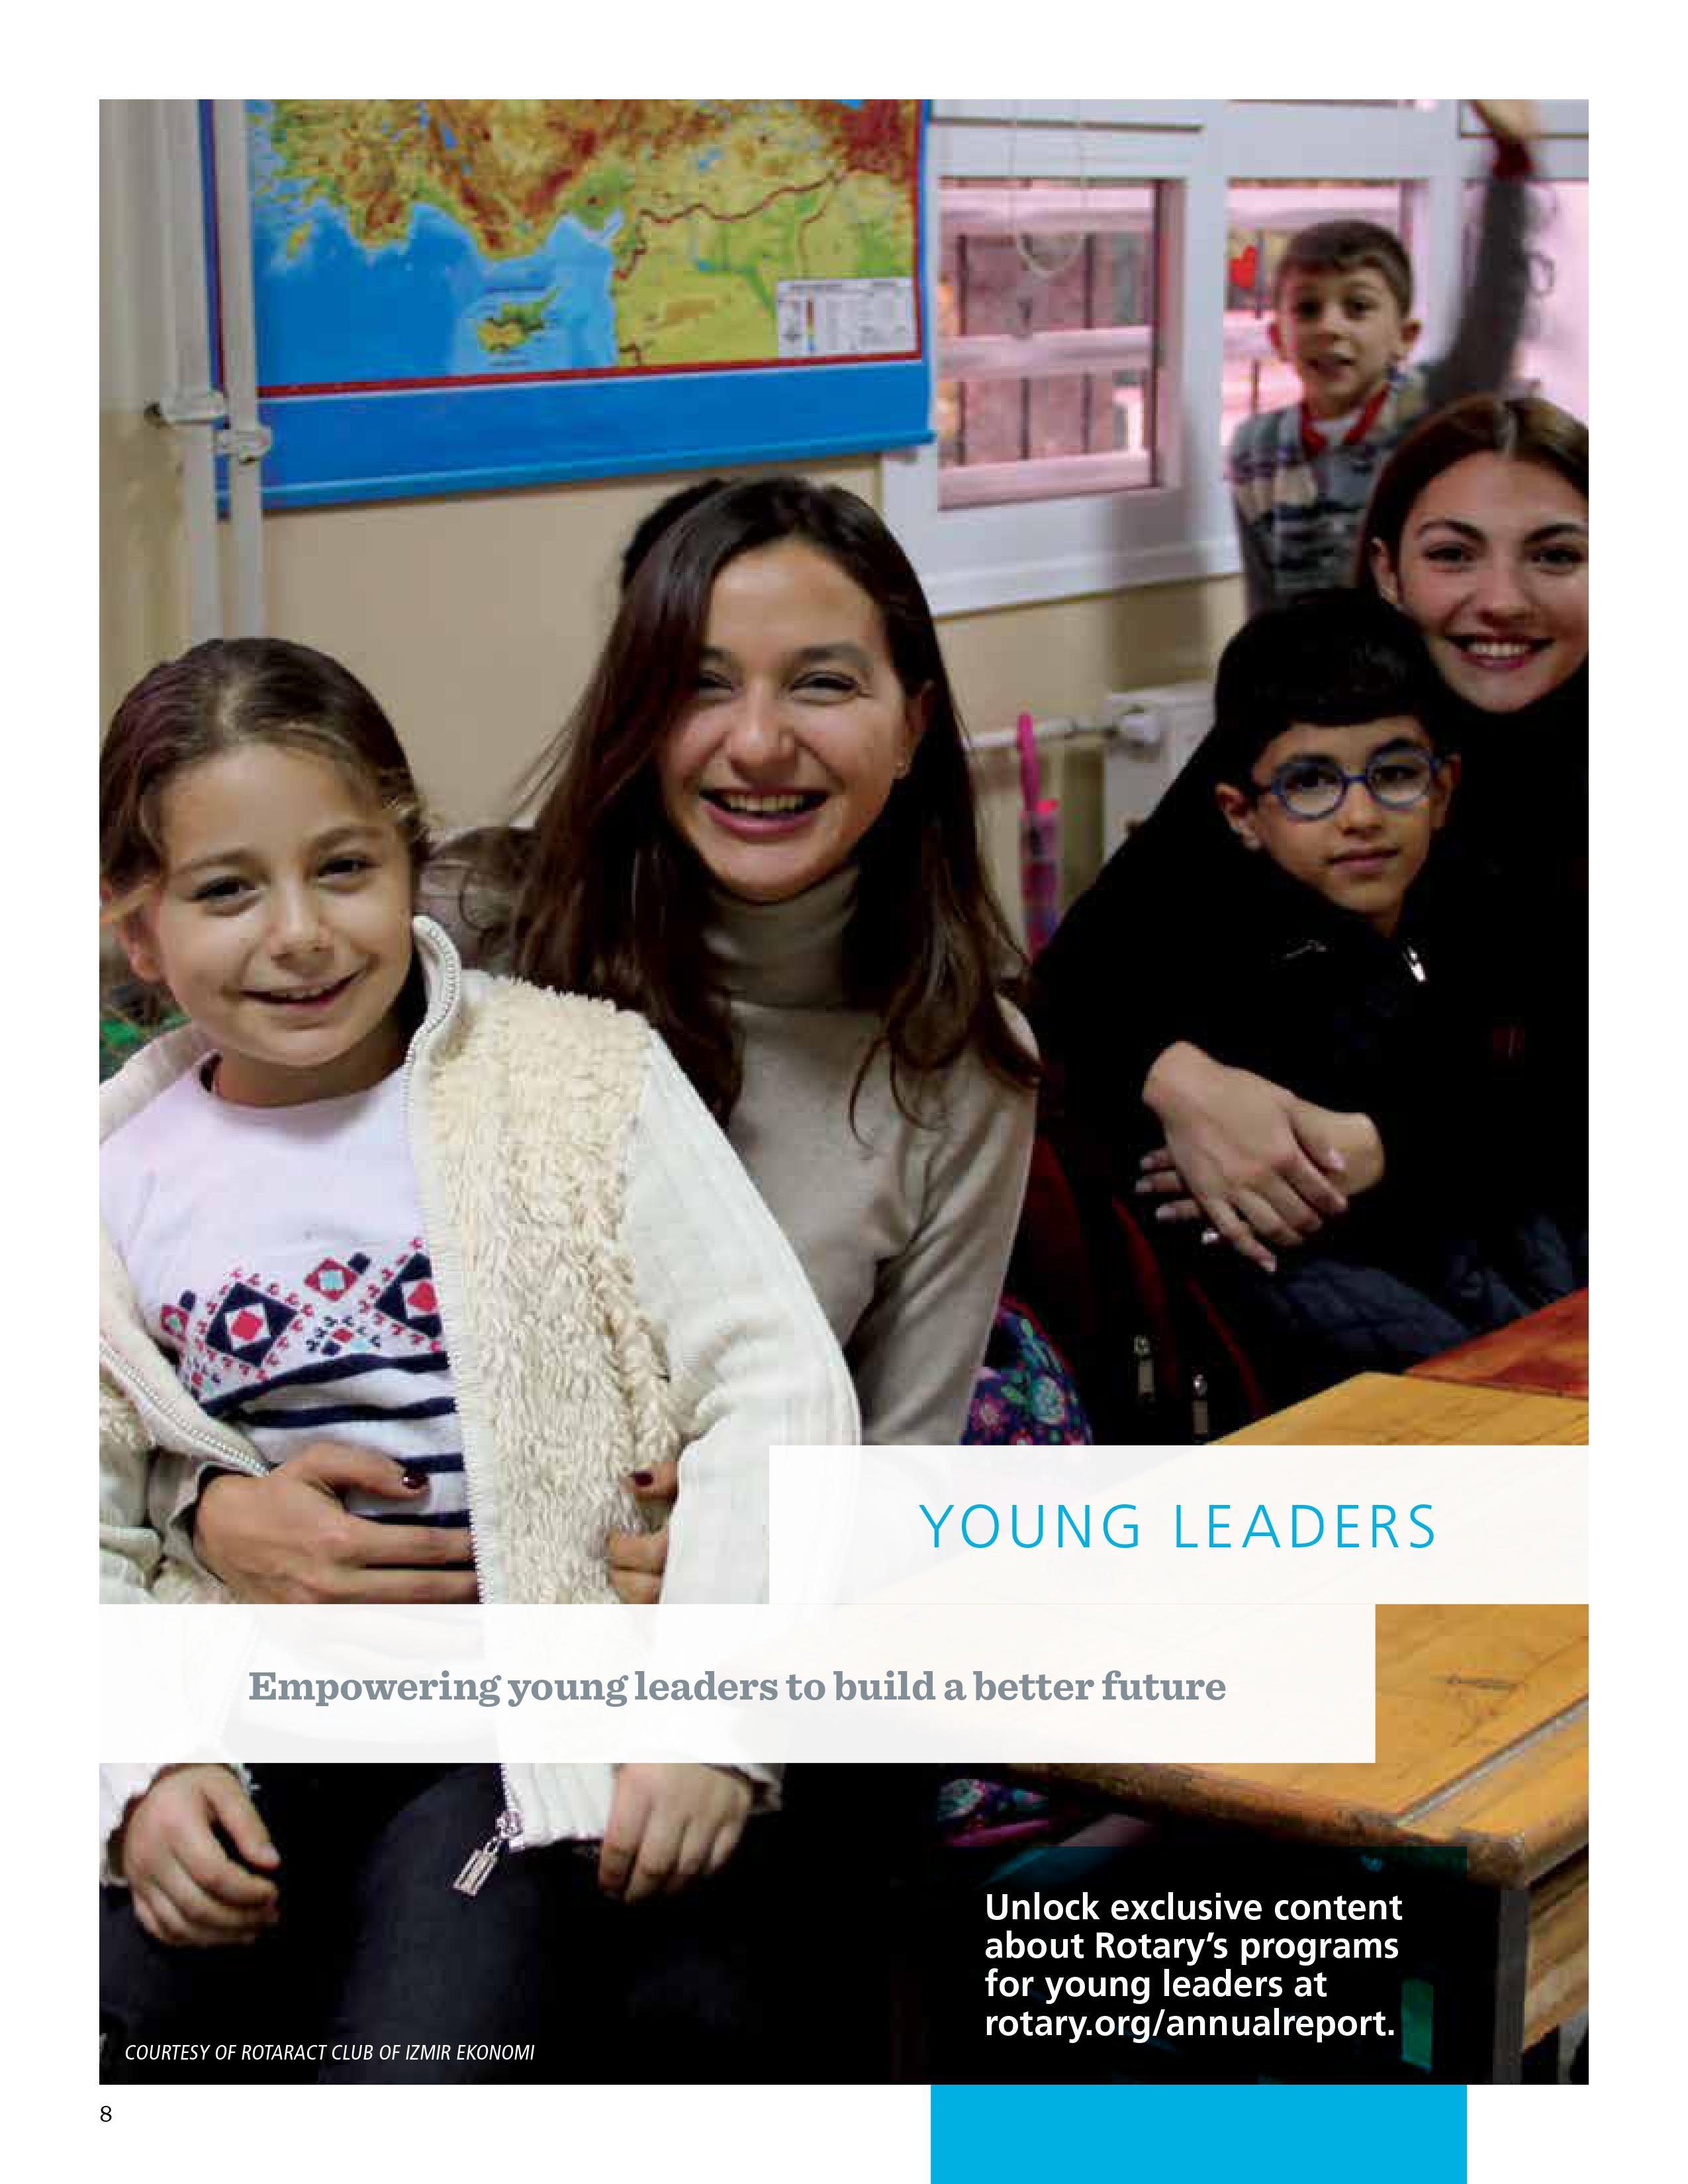 YOUNG LEADERS
Empowering young leaders to build a better future
Unlock exclusive content
about Rotary’s programs
for young leaders at
rotary.org/annualreport.
COURTESY OF ROTARACT CLUB OF IZMIR EKONOMI
8